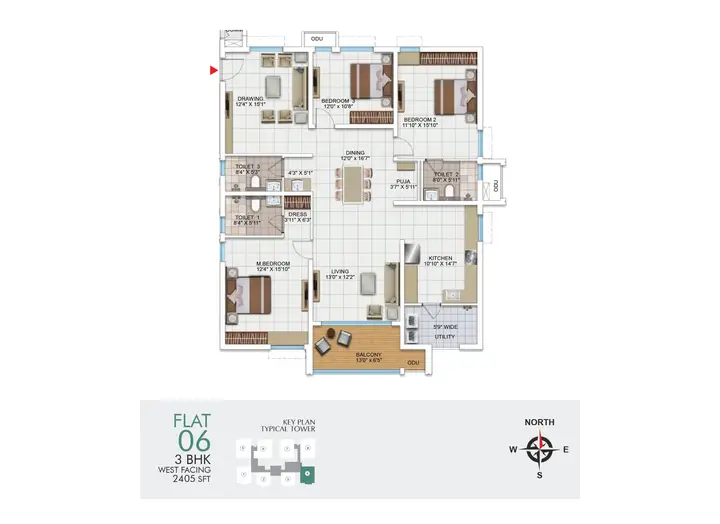 ODU
DRAWING
12'4" X 15'1"
BEDROOM 3
12'0" X 10'8"
BEDROOM 2
11'10" X 15'10"
DINING
12'0" X 16'7"
TOILET 3
8'4" X 5'2"
4'3" X 5'1"
PUJA
3'7" X 5'11"
TOILET 2
8'0" X 5'11"
ODU
TOILET 1
8'4" X 5'11"
DRESS
3'11" X 6'3"
M.BEDROOM
12'4" X 15'10"
LIVING
13'0" X 12'2"
KITCHEN
10'10" X 14'7"
5'9" WIDE
UTILITY
BALCONY
13'0" X 6'5"
ODU
FLAT
06
3 BHK
WEST FACING
2405 SFT
KEY PLAN
TYPICAL TOWER
NORTH
W
E
S